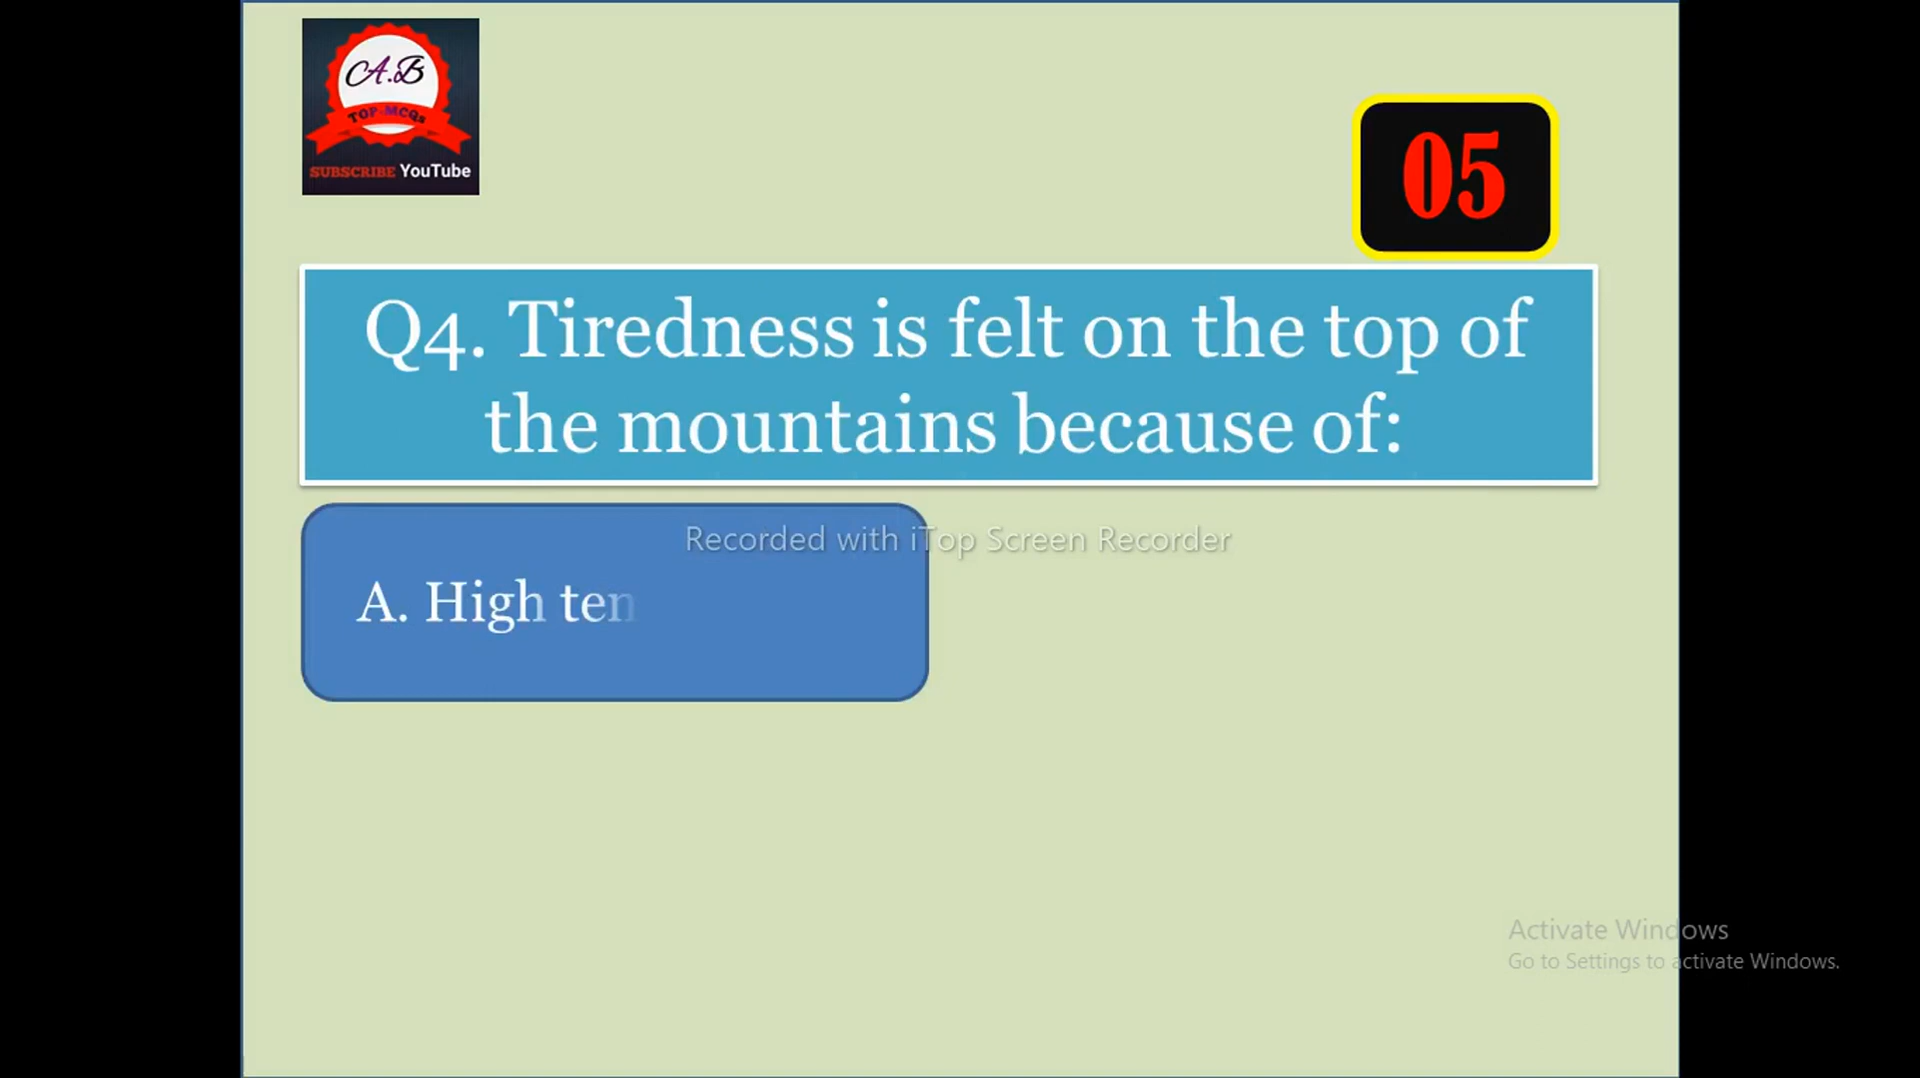 A.B
TOP-MCQs
SUBSCRIBE YouTube
05
Q4. Tiredness is felt on the top of
the mountains because of:
Recorded with iTop Screen Recorder
A. High ten
Activate Windows
Go to Settings to activate Windows.